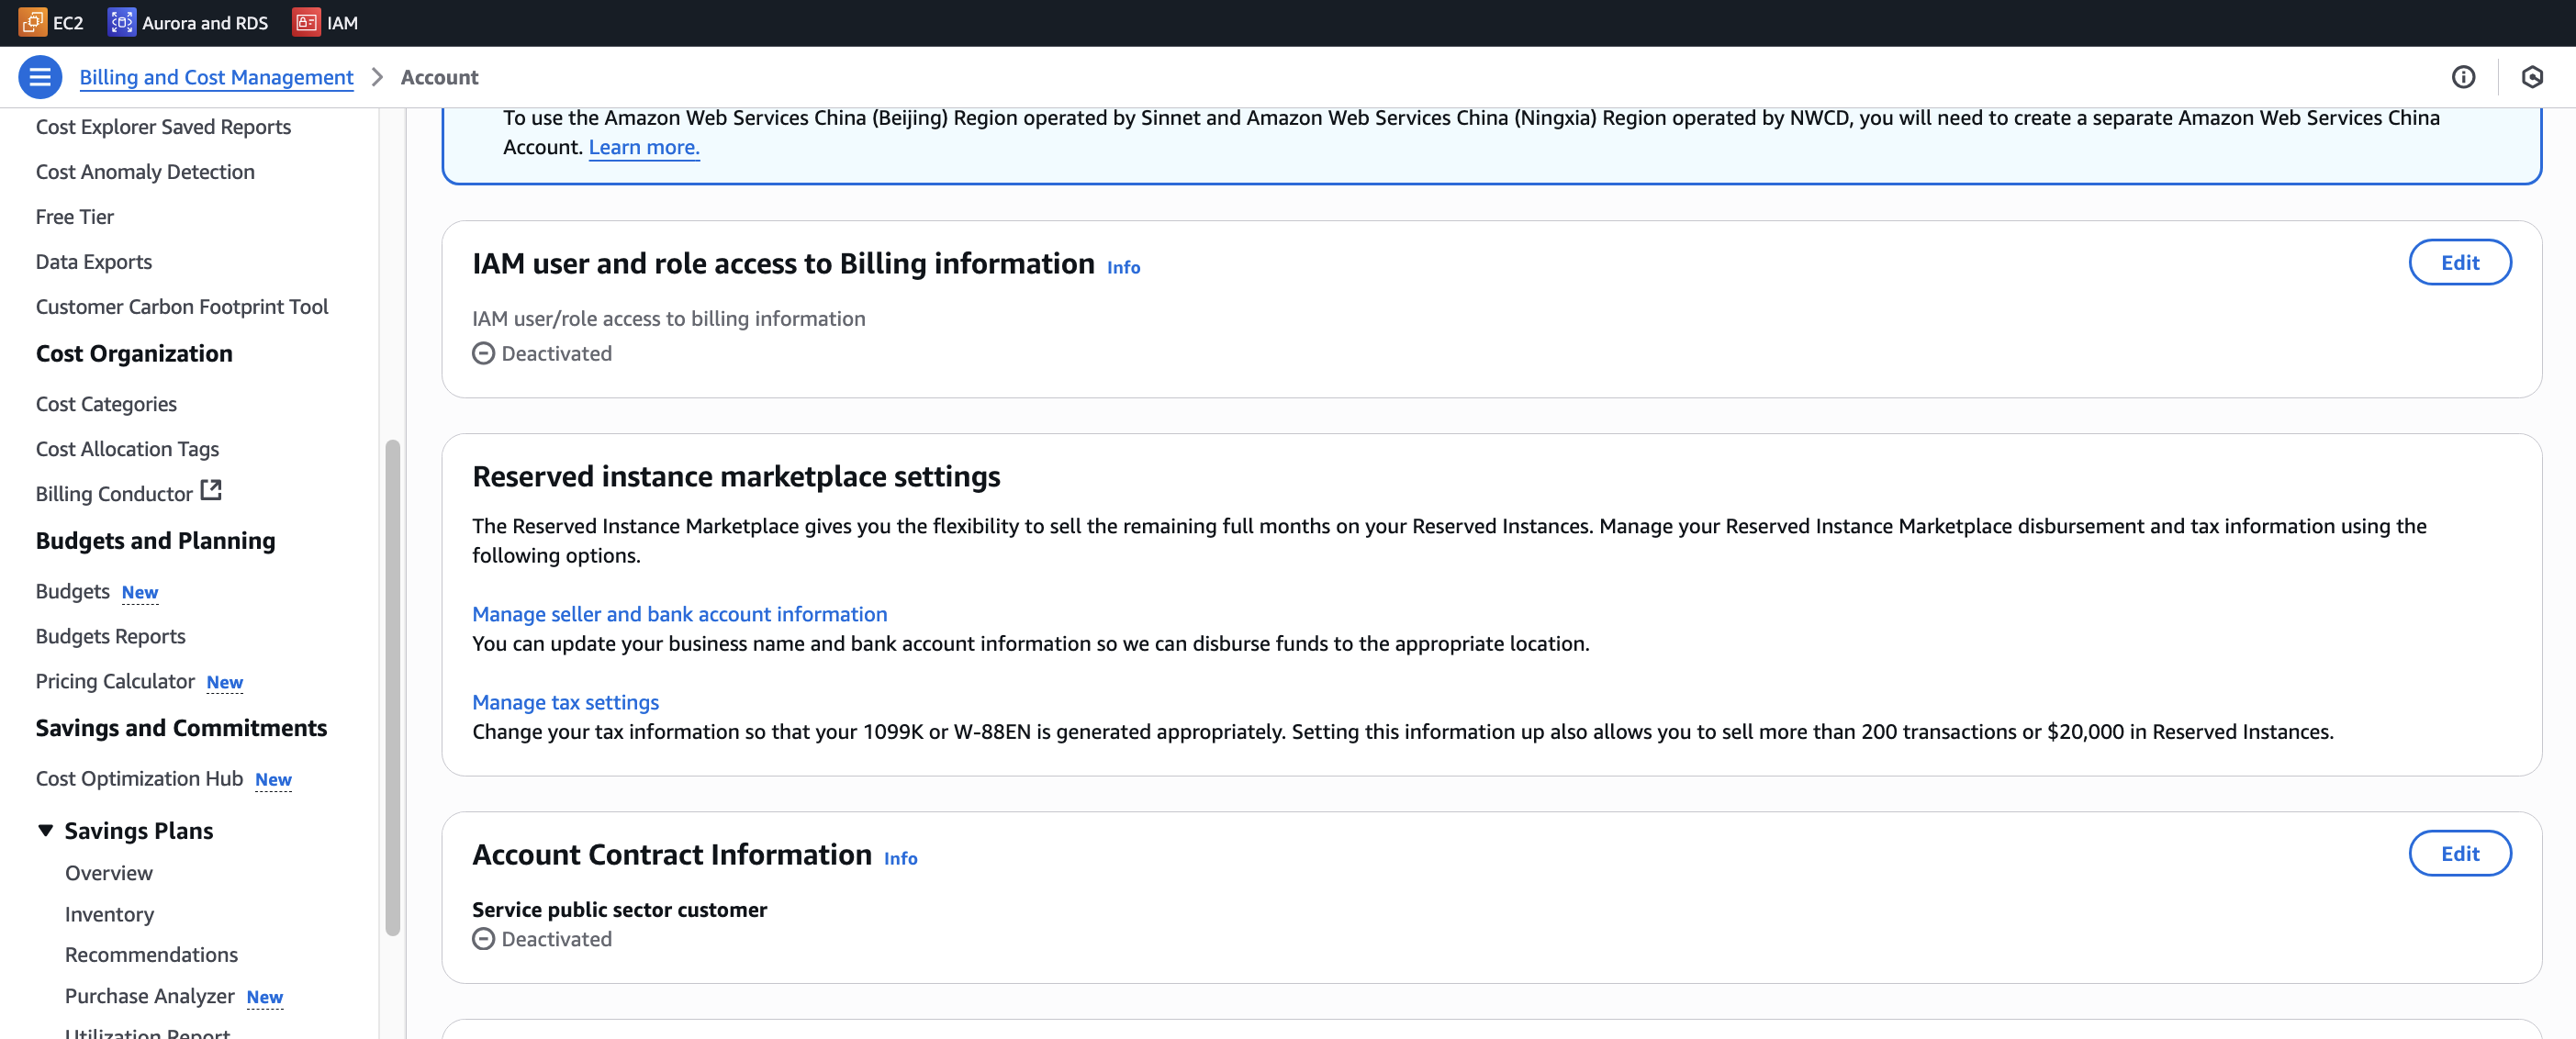 EC2
Aurora and RDS
IAM
Billing and Cost Management
Account
Cost Explorer Saved Reports
Cost Anomaly Detection
Free Tier
Data Exports
Customer Carbon Footprint Tool
Cost Organization
Cost Categories
Cost Allocation Tags
Billing Conductor
Budgets and Planning
Budgets New
Budgets Reports
Pricing Calculator New
Savings and Commitments
Cost Optimization Hub New
Savings Plans
Overview
Inventory
Recommendations
Purchase Analyzer New
Utilization Report
To use the Amazon Web Services China (Beijing) Region operated by Sinnet and Amazon Web Services China (Ningxia) Region operated by NWCD, you will need to create a separate Amazon Web Services China
Account. Learn more.
IAM user and role access to Billing information Info
Edit
IAM user/role access to billing information
Deactivated
Reserved instance marketplace settings
The Reserved Instance Marketplace gives you the flexibility to sell the remaining full months on your Reserved Instances. Manage your Reserved Instance Marketplace disbursement and tax information using the
following options.
Manage seller and bank account information
You can update your business name and bank account information so we can disburse funds to the appropriate location.
Manage tax settings
Change your tax information so that your 1099K or W-88EN is generated appropriately. Setting this information up also allows you to sell more than 200 transactions or $20,000 in Reserved Instances.
Account Contract Information Info
Edit
Service public sector customer
Deactivated